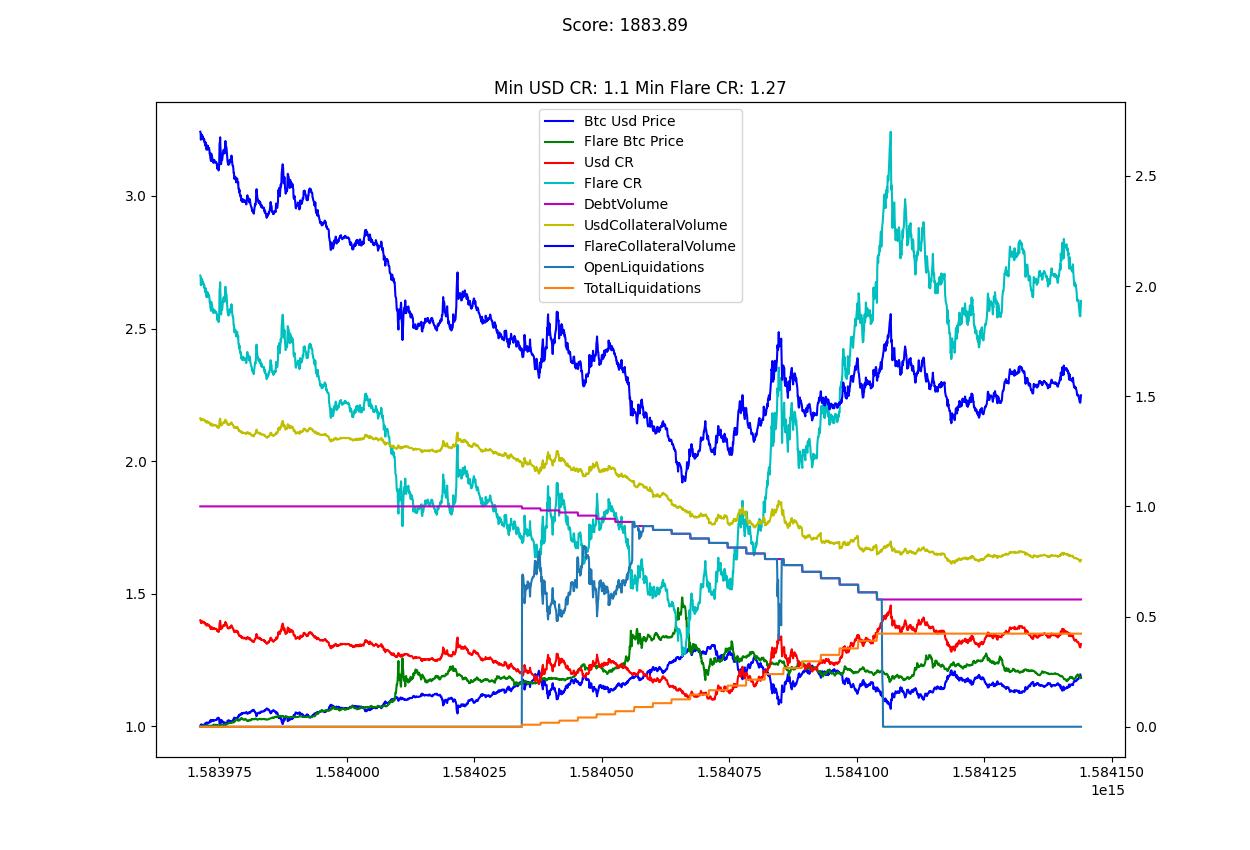 Score: 1883.89
Min USD CR: 1.1 Min Flare CR: 1.27
Btc Usd Price
Flare Btc Price
Usd CR
Flare CR
DebtVolume
UsdCollateralVolume
FlareCollateralVolume
OpenLiquidations
TotalLiquidations
3.0
2.5
2.0
1.5
1.0
2.5
2.0
1.5
1.0
0.5
0.0
1.583975
1.584000
1.584025
1.584050
1.584075
1.584100
1.584125
1.584150
1e15